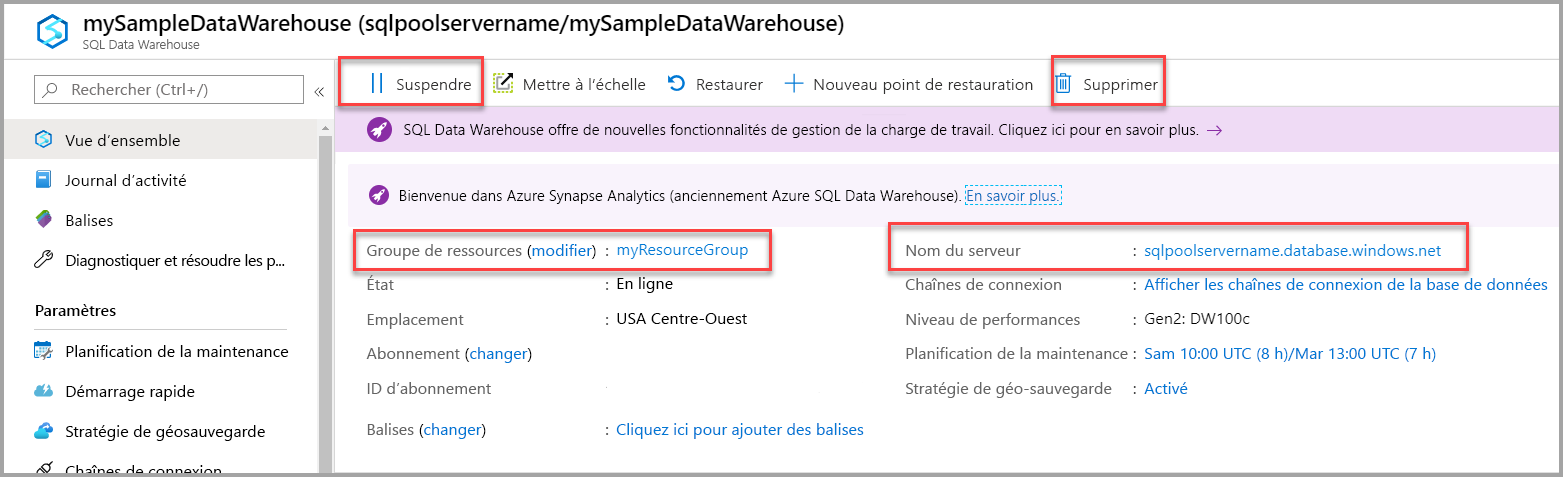 mySampleDataWarehouse (sqlpoolservername/mySampleDataWarehouse)
SQL Data Warehouse
Rechercher (Ctrl+/)
«
Suspendre
Mettre à l’échelle
Restaurer
Nouveau point de restauration
Supprimer
Vue d’ensemble
Journal d’activité
Balises
Diagnostiquer et résoudre les p...
Paramètres
Planification de la maintenance
Démarrage rapide
Stratégie de géosauvegarde
Chaînes de connexion
SQL Data Warehouse offre de nouvelles fonctionnalités de gestion de la charge de travail. Cliquez ici pour en savoir plus. →
Bienvenue dans Azure Synapse Analytics (anciennement Azure SQL Data Warehouse). En savoir plus.
Groupe de ressources (modifier) : myResourceGroup
État : En ligne
Emplacement : USA Centre-Ouest
Abonnement (changer) :
ID d’abonnement :
Balises (changer) : Cliquez ici pour ajouter des balises
Nom du serveur : sqlpoolservername.database.windows.net
Chaînes de connexion : Afficher les chaînes de connexion de la base de données
Niveau de performances : Gen2: DW100c
Planification de la maintenance : Sam 10:00 UTC (8 h)/Mar 13:00 UTC (7 h)
Stratégie de géo-sauvegarde : Activé